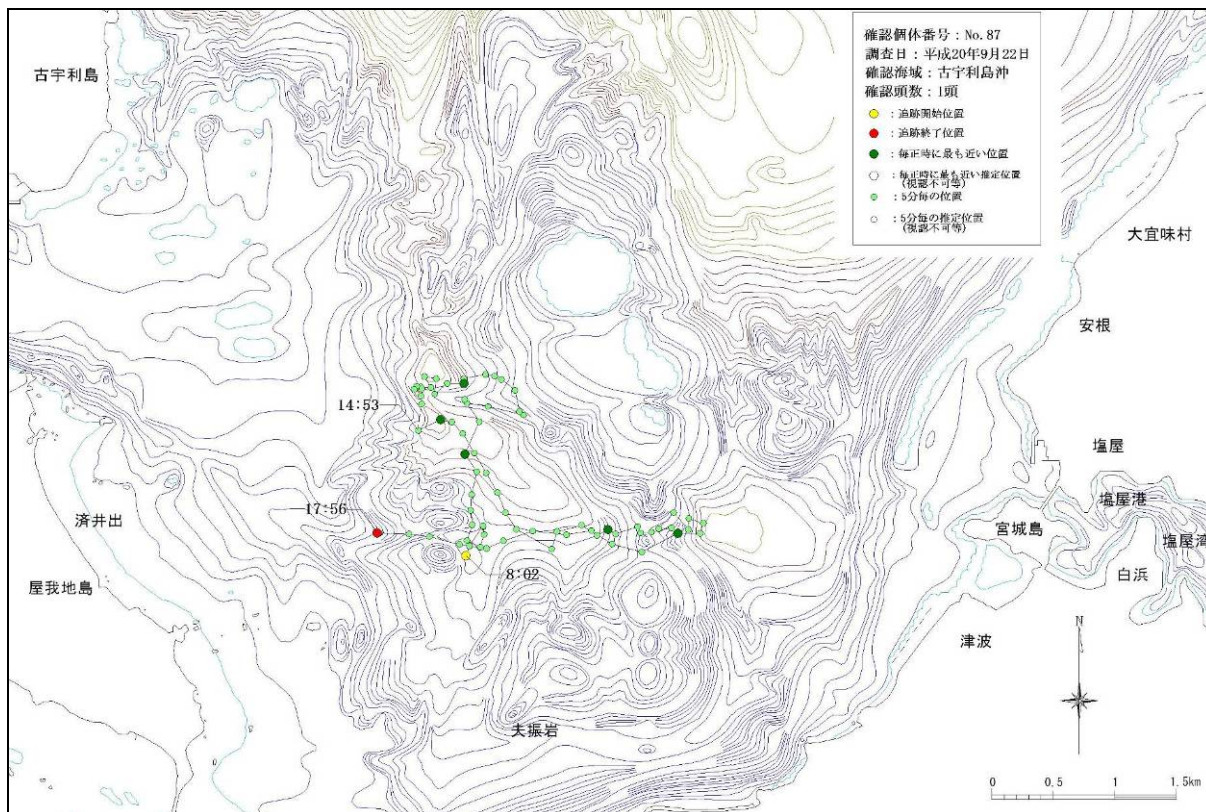 確認個体番号：No.87
調査日：平成20年9月22日
確認海域：古宇利島沖
確認頭数：1頭
：追跡開始位置
：追跡終了位置
：毎正時に最も近い位置
：毎正時に最も近い推定位置
(視認不可等)
：5分毎の位置
：5分毎の推定位置
(視認不可等)
古宇利島
大宜味村
安根
14:53
塩屋
塩屋港
17:56
済井出
宮城島
塩屋湾
8:02
白浜
屋我地島
津波
N
夫振岩
0 0.5 1 1.5km